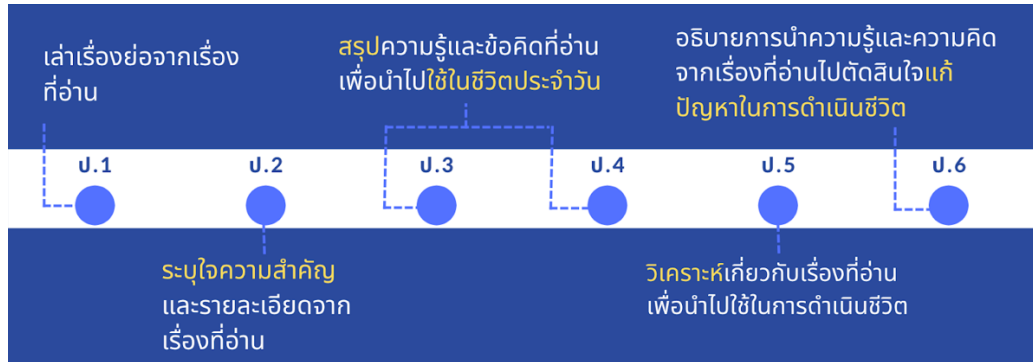 เล่าเรื่องย่อจากเรื่อง
ที่อ่าน
สรุปความรู้และข้อคิดที่อ่าน
เพื่อนำไปใช้ในชีวิตประจำวัน
อธิบายการนำความรู้และความคิด
จากเรื่องที่อ่านไปตัดสินใจแก้
ปัญหาในการดำเนินชีวิต
ป.1
ป.2
ป.3
ป.4
ป.5
ป.6
ระบุใจความสำคัญ
และรายละเอียดจาก
เรื่องที่อ่าน
วิเคราะห์เกี่ยวกับเรื่องที่อ่าน
เพื่อนำไปใช้ในการดำเนินชีวิต